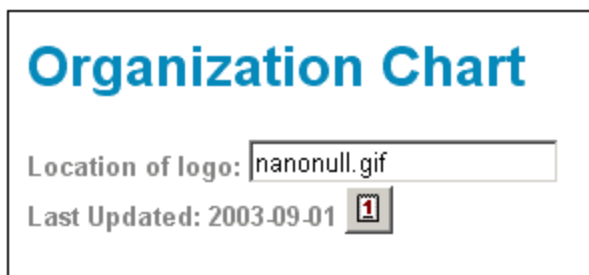 Organization Chart
Location of logo: nanonull.gif
Last Updated: 2003-09-01 1